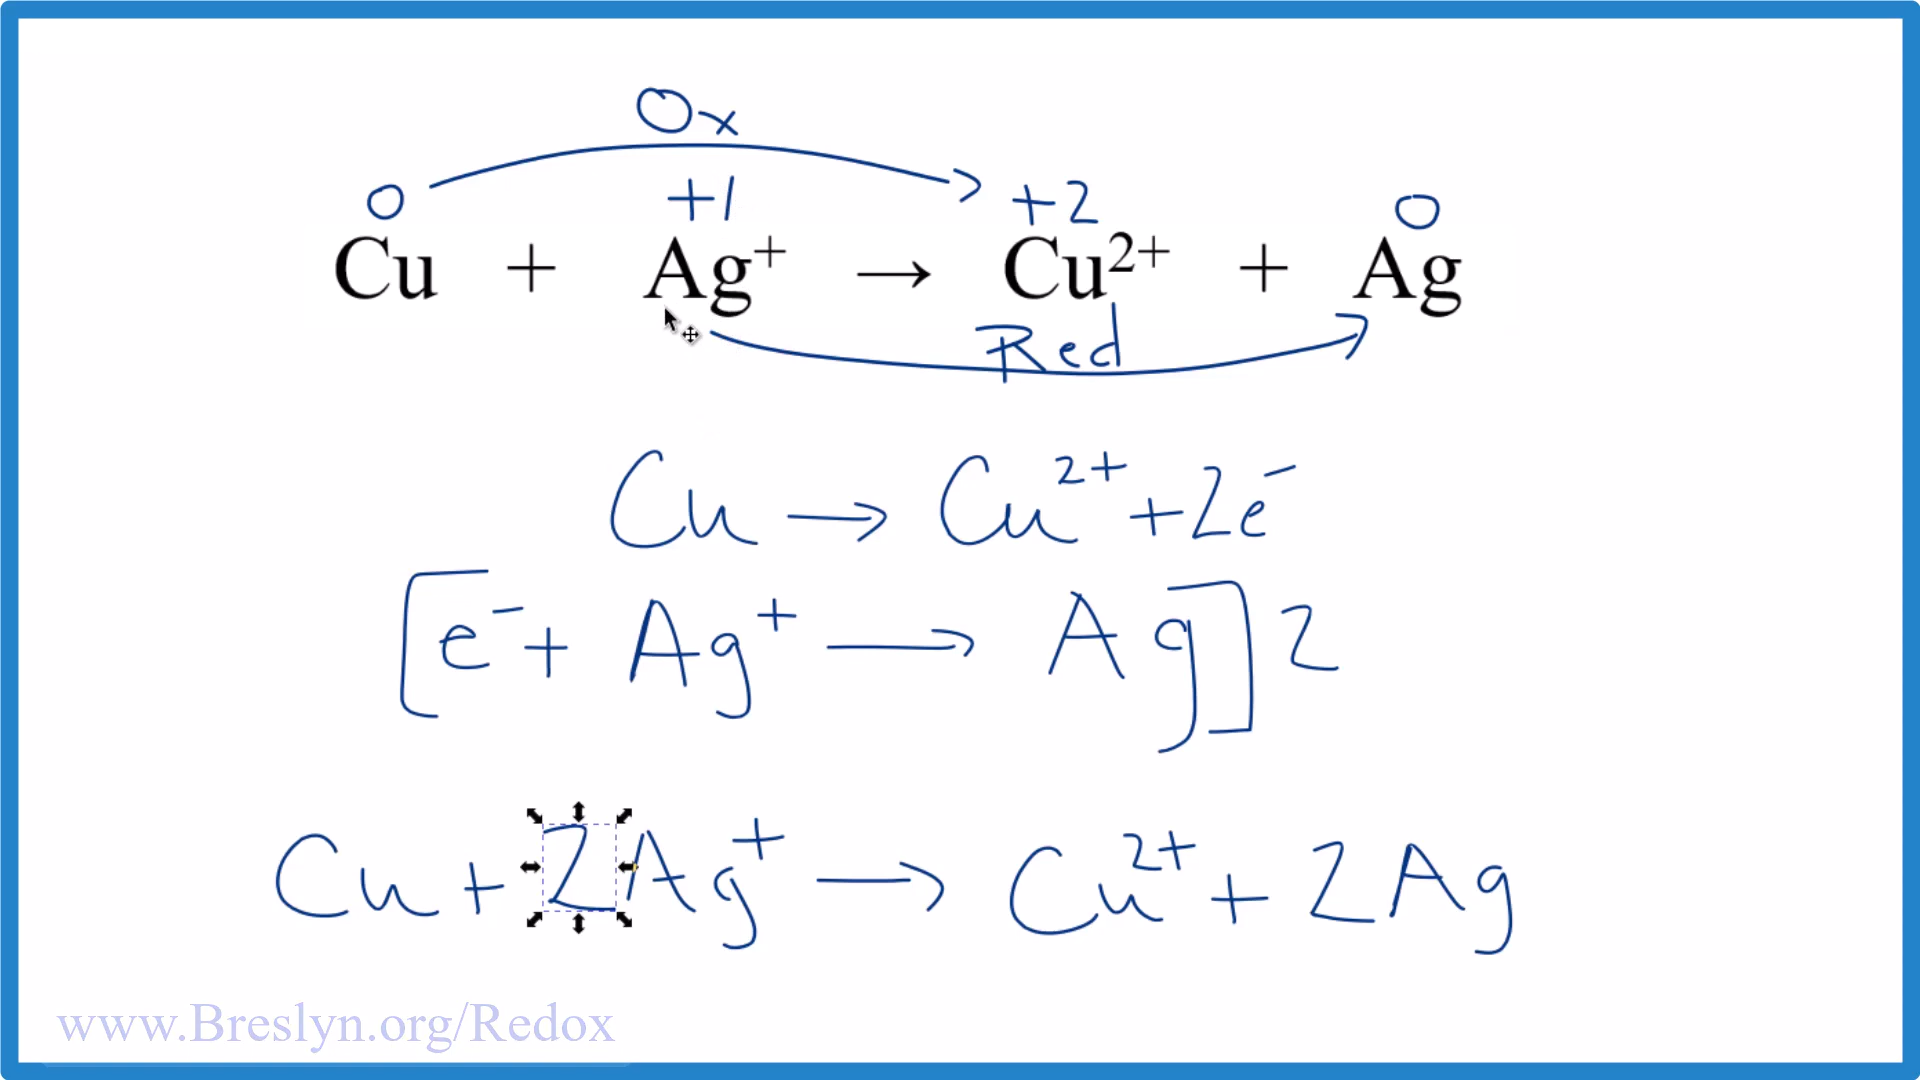 Ox
0 +1 +2 0
Cu + Ag⁺ → Cu²⁺ + Ag
Red
Cu → Cu²⁺ + 2e⁻
[e⁻ + Ag⁺ → Ag] 2
Cu + 2Ag⁺ → Cu²⁺ + 2Ag
www.Breslyn.org/Redox